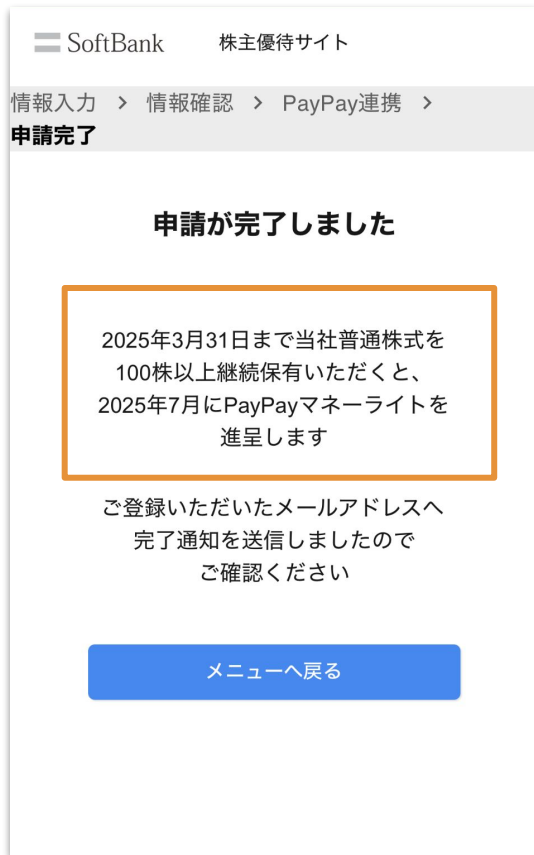 SoftBank 株主優待サイト
情報入力 > 情報確認 > PayPay連携 >
申請完了
申請が完了しました
2025年3月31日まで当社普通株式を
100株以上継続保有いただくと、
2025年7月にPayPayマネーライトを
進呈します
ご登録いただいたメールアドレスへ
完了通知を送信しましたので
ご確認ください
メニューへ戻る